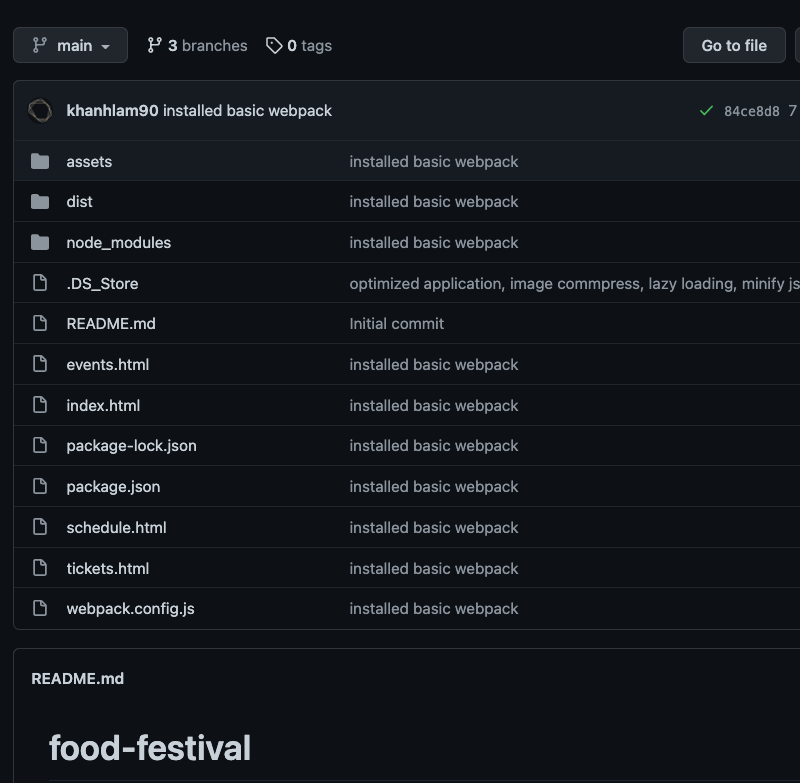 main 3 branches 0 tags Go to file
khanhlam90 installed basic webpack 84ce8d8 7
assets installed basic webpack
dist installed basic webpack
node_modules installed basic webpack
.DS_Store optimized application, image commpress, lazy loading, minify js
README.md Initial commit
events.html installed basic webpack
index.html installed basic webpack
package-lock.json installed basic webpack
package.json installed basic webpack
schedule.html installed basic webpack
tickets.html installed basic webpack
webpack.config.js installed basic webpack
README.md
food-festival